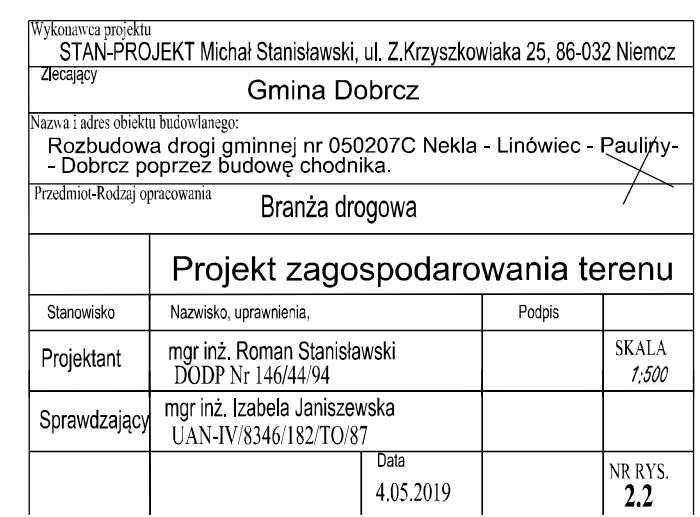 Wykonawca projektu
STAN-PROJEKT Michał Stanisławski, ul. Z.Krzyszkowiaka 25, 86-032 Niemcz
Zlecający
Gmina Dobrcz
Nazwa i adres obiektu budowlanego:
Rozbudowa drogi gminnej nr 050207C Nekla - Linówiec - Pauliny-
- Dobrcz poprzez budowę chodnika.
Przedmiot-Rodzaj opracowania
Branża drogowa
Projekt zagospodarowania terenu
Stanowisko Nazwisko, uprawnienia, Podpis
Projektant mgr inż. Roman Stanisławski SKALA
DODP Nr 146/44/94 1:500
Sprawdzający mgr inż. Izabela Janiszewska
UAN-IV/8346/182/TO/87
Data NR RYS.
4.05.2019 2.2